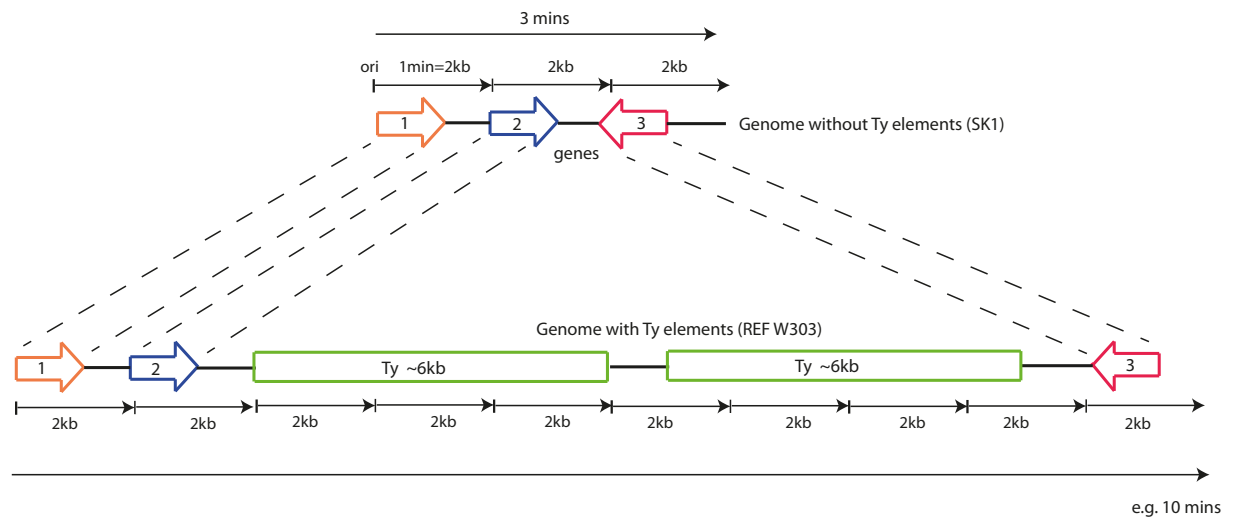 3 mins
ori 1min=2kb 2kb 2kb
1 2 3 Genome without Ty elements (SK1)
genes
Genome with Ty elements (REF W303)
1 2 Ty ~6kb Ty ~6kb 3
2kb 2kb 2kb 2kb 2kb 2kb 2kb 2kb 2kb 2kb
e.g. 10 mins